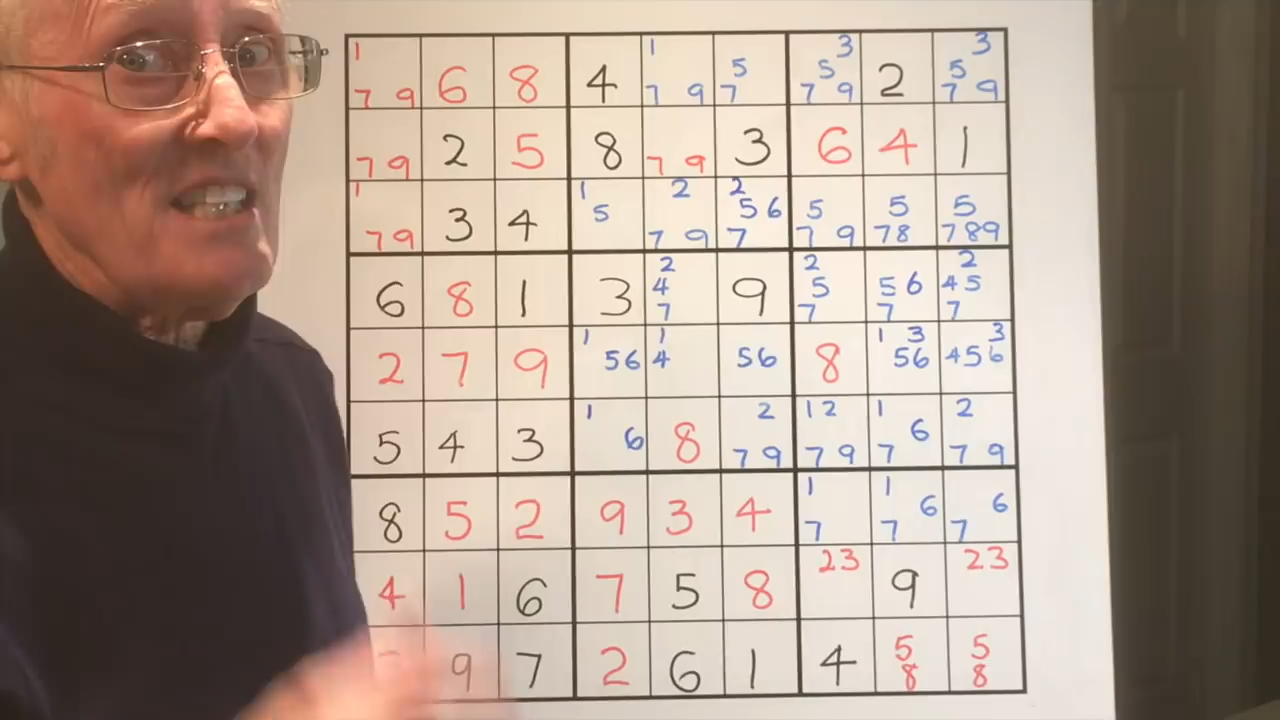 1 7 9 6 8 4 1 7 9 5 7 3 5 7 9 2 3 5 7 9
7 9 2 5 8 7 9 3 6 4 1
1 7 9 3 4 1 5 2 7 9 2 5 6 7 5 7 9 5 7 8 5 7 8 9
6 8 1 3 2 4 7 9 2 5 7 5 6 7 2 4 5 7
2 7 9 1 5 6 1 4 5 6 8 1 3 5 6 3 4 5 6
5 4 3 1 6 8 2 7 9 1 2 7 9 1 6 7 2 7 9
8 5 2 9 3 4 1 7 1 6 7 6 7
4 1 6 7 5 8 2 3 9 2 3
9 7 2 6 1 4 5 8 5 8